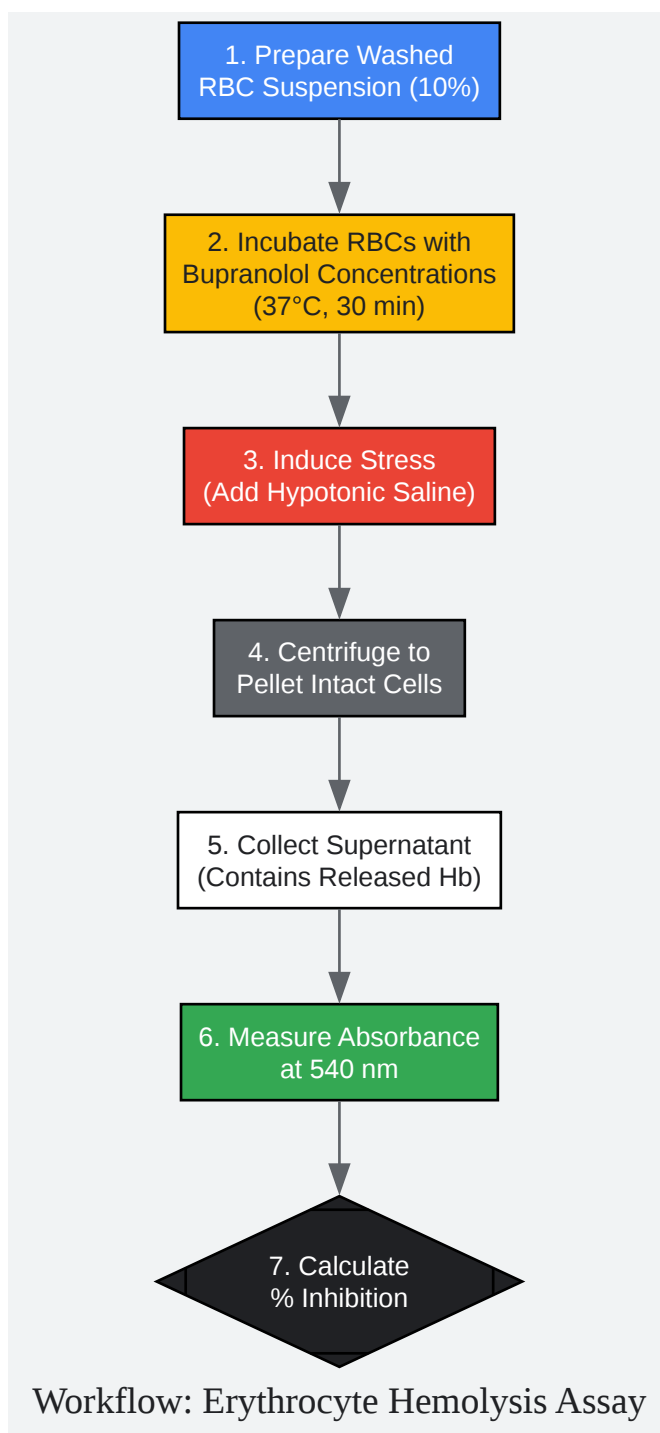 1. Prepare Washed
RBC Suspension (10%)
2. Incubate RBCs with
Bupranolol Concentrations
(37°C, 30 min)
3. Induce Stress
(Add Hypotonic Saline)
4. Centrifuge to
Pellet Intact Cells
5. Collect Supernatant
(Contains Released Hb)
6. Measure Absorbance
at 540 nm
7. Calculate
% Inhibition
Workflow: Erythrocyte Hemolysis Assay